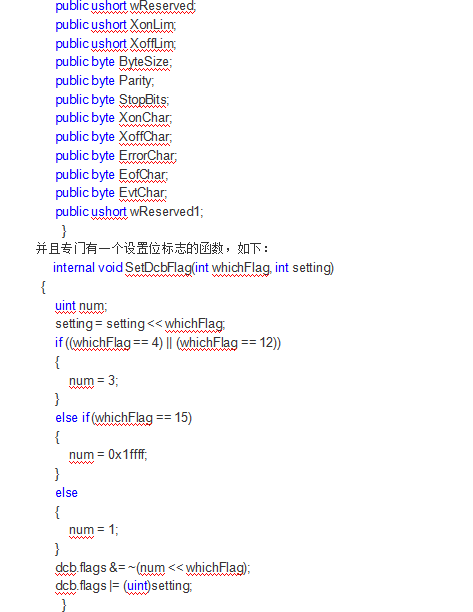 public ushort wReserved;
public ushort XonLim;
public ushort XoffLim;
public byte ByteSize;
public byte Parity;
public byte StopBits;
public byte XonChar;
public byte XoffChar;
public byte ErrorChar;
public byte EofChar;
public byte EvtChar;
public ushort wReserved1;
}
并且专门有一个设置位标志的函数，如下：
internal void SetDcbFlag(int whichFlag, int setting)
{
uint num;
setting = setting << whichFlag;
if ((whichFlag == 4) || (whichFlag == 12))
{
num = 3;
}
else if (whichFlag == 15)
{
num = 0x1ffff;
}
else
{
num = 1;
}
dcb.flags &= ~(num << whichFlag);
dcb.flags |= (uint)setting;
}